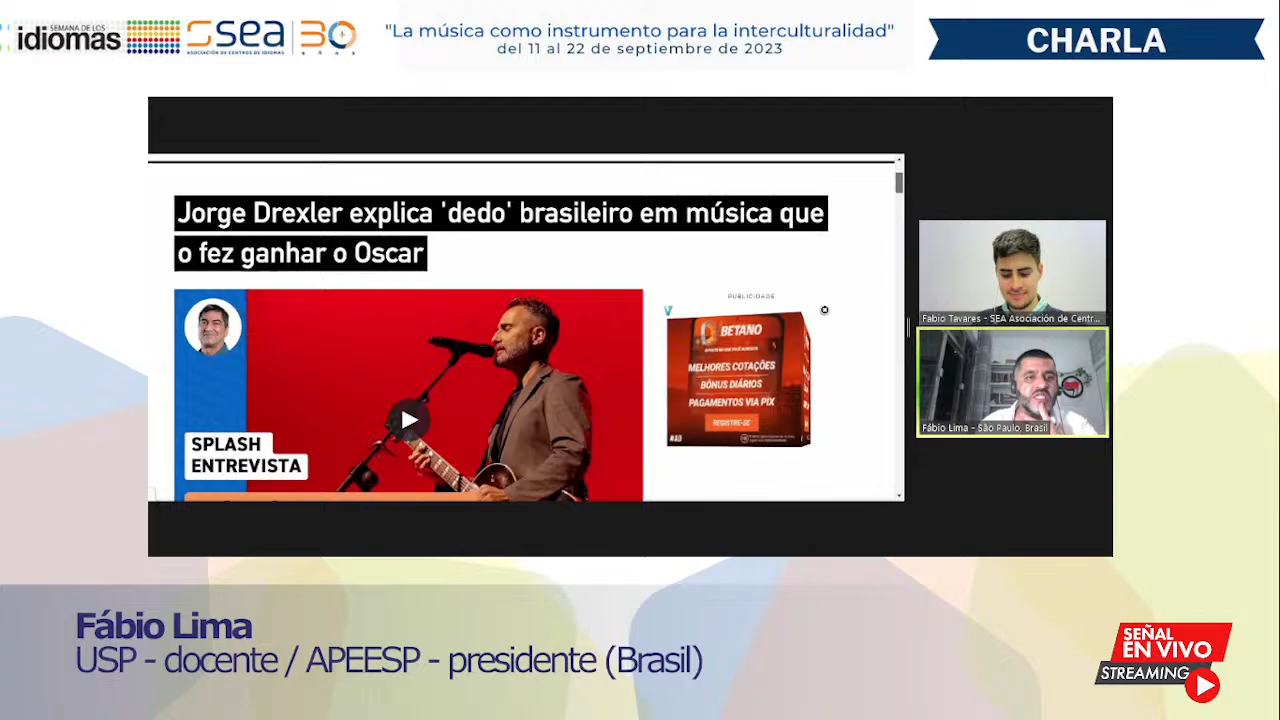 SEMANA DE LOS
idiomas
SEA
ASOCIACIÓN DE CENTROS DE IDIOMAS
30
AÑOS
"La música como instrumento para la interculturalidad"
del 11 al 22 de septiembre de 2023
CHARLA
Jorge Drexler explica 'dedo' brasileiro em música que
o fez ganhar o Oscar
PUBLICIDADE
BETANO
MELHORES COTAÇÕES
BÔNUS DIÁRIOS
PAGAMENTOS VIA PIX
REGISTRE-SE
#AD
SPLASH
ENTREVISTA
Fabio Tavares - SEA Asociación de Centr...
Fábio Lima - São Paulo, Brasil
Fábio Lima
USP - docente / APEESP - presidente (Brasil)
SEÑAL
EN VIVO
STREAMING